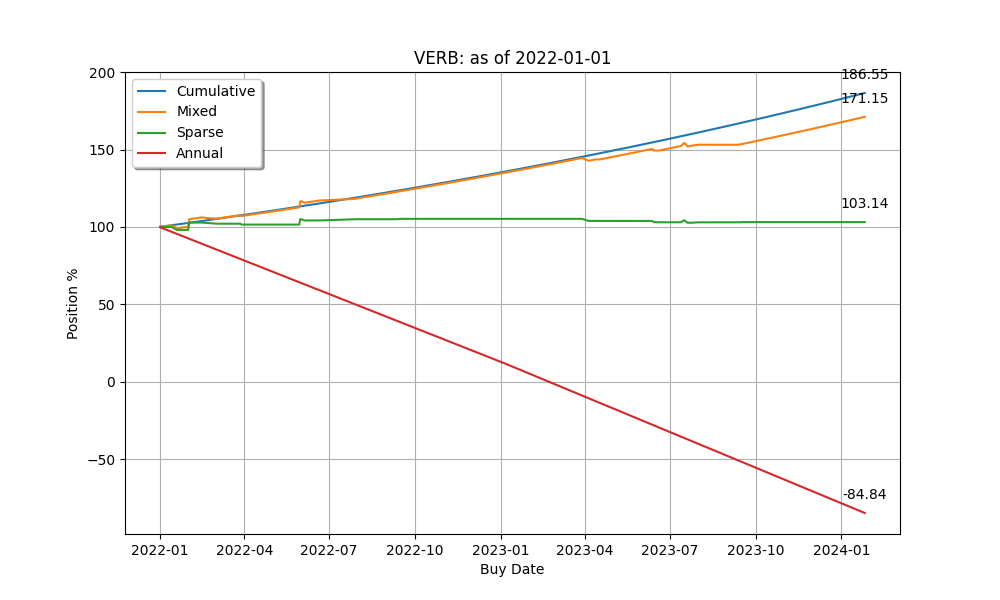 VERB: as of 2022-01-01
200
150
100
50
0
−50
Position %
Cumulative
Mixed
Sparse
Annual
186.55
171.15
103.14
-84.84
2022-01 2022-04 2022-07 2022-10 2023-01 2023-04 2023-07 2023-10 2024-01
Buy Date